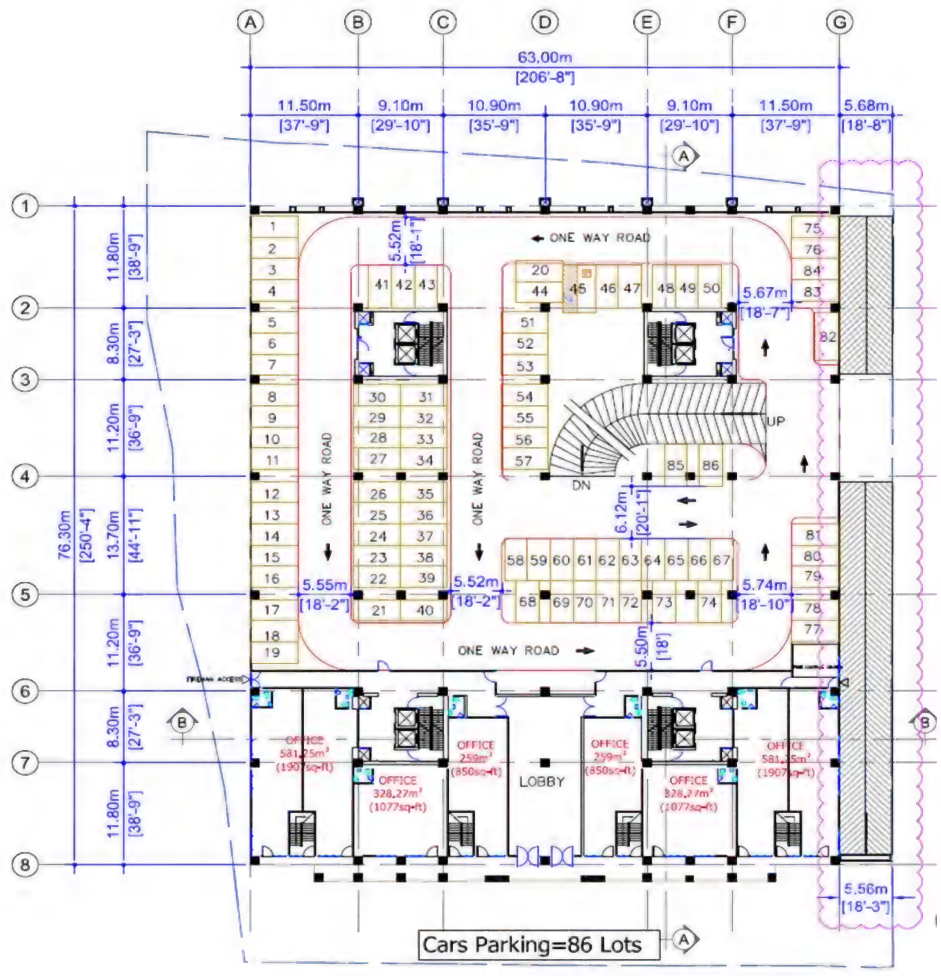 A B C D E F G
63.00m
[206'-8"]
11.50m 9.10m 10.90m 10.90m 9.10m 11.50m 5.68m
[37'-9"] [29'-10"] [35'-9"] [35'-9"] [29'-10"] [37'-9"] [18'-8"]
A
1
ONE WAY ROAD
5.52m
[18'-1"]
1 75
2 76
3 84
4 83
41 42 43
20
44
45 46 47 48 49 50
11.80m
[38'-9"]
2
5.67m
[18'-7"]
5
6
7
51
52
53
82
8.30m
[27'-3"]
3
8 30 31 54
9 29 32 55
10 28 33 56
11 27 34 57
UP
DN
85 86
11.20m
[36'-9"]
4
ONE WAY ROAD
ONE WAY ROAD
12 26 35
13 25 36
14 24 37
15 23 38
16 22 39
6.12m
[20'-1"]
58 59 60 61 62 63 64 65 66 67
81
80
79
76.30m
[250'-4"]
13.70m
[44'-11"]
5
5.55m
[18'-2"]
5.52m
[18'-2"]
5.74m
[18'-10"]
17 21 40
18
19
68 69 70 71 72 73 74
78
77
5.50m
[18']
ONE WAY ROAD
11.20m
[36'-9"]
FIREMAN ACCESS
6
B B
8.30m
[27'-3"]
OFFICE
581.25m²
(1907sq-ft)
OFFICE
259m²
(850sq-ft)
OFFICE
259m²
(850sq-ft)
OFFICE
(1907sq-ft)
7
OFFICE
328.27m²
(1077sq-ft)
LOBBY
OFFICE
328.27m²
(1077sq-ft)
11.80m
[38'-9"]
8
5.56m
[18'-3"]
Cars Parking=86 Lots
A